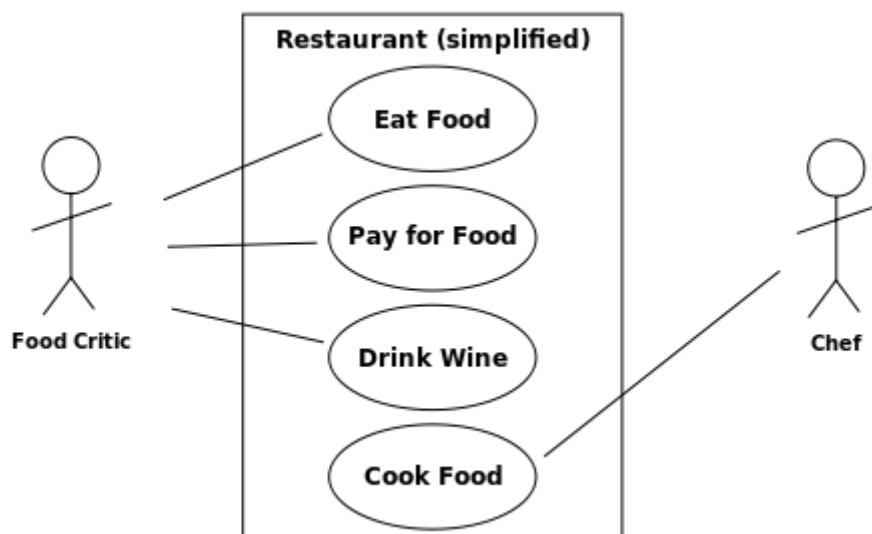 Restaurant (simplified)
Eat Food
Pay for Food
Drink Wine
Cook Food
Food Critic
Chef